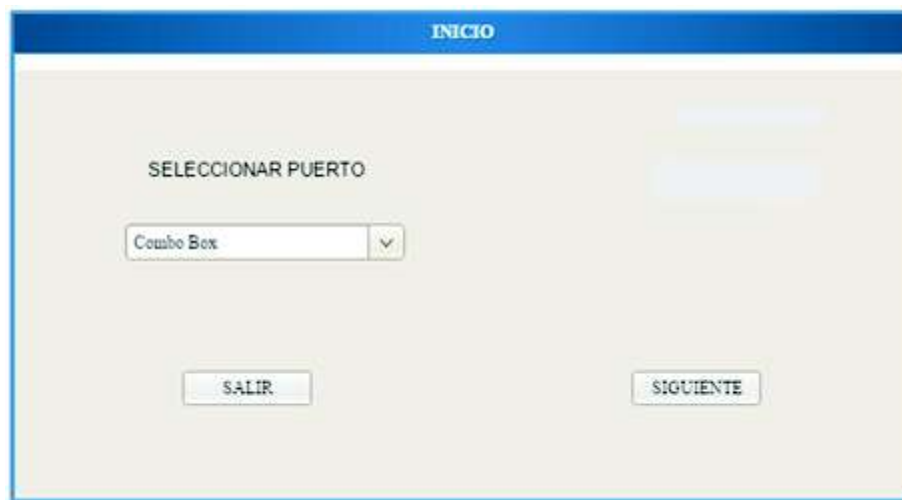 INICIO
SELECCIONAR PUERTO
Combo Box
SALIR
SIGUIENTE